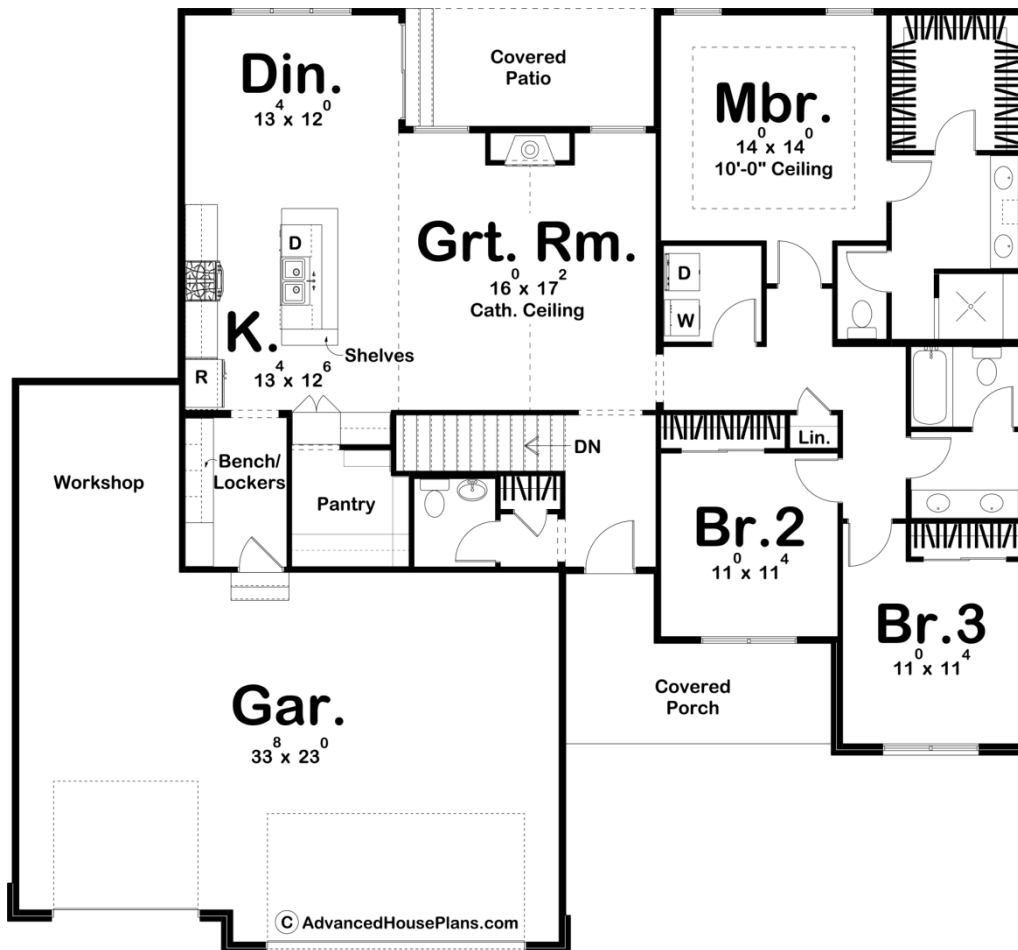 Din.
13⁴ x 12⁰
Covered
Patio
Mbr.
14⁰ x 14⁰
10'-0" Ceiling
Grt. Rm.
16⁰ x 17²
Cath. Ceiling
D
K.
13⁴ x 12⁶
Shelves
R
D
W
Workshop
Bench/
Lockers
Pantry
DN
Lin.
Br.2
11⁰ x 11⁴
Br.3
11⁰ x 11⁴
Covered
Porch
Gar.
33⁸ x 23⁰
© AdvancedHousePlans.com